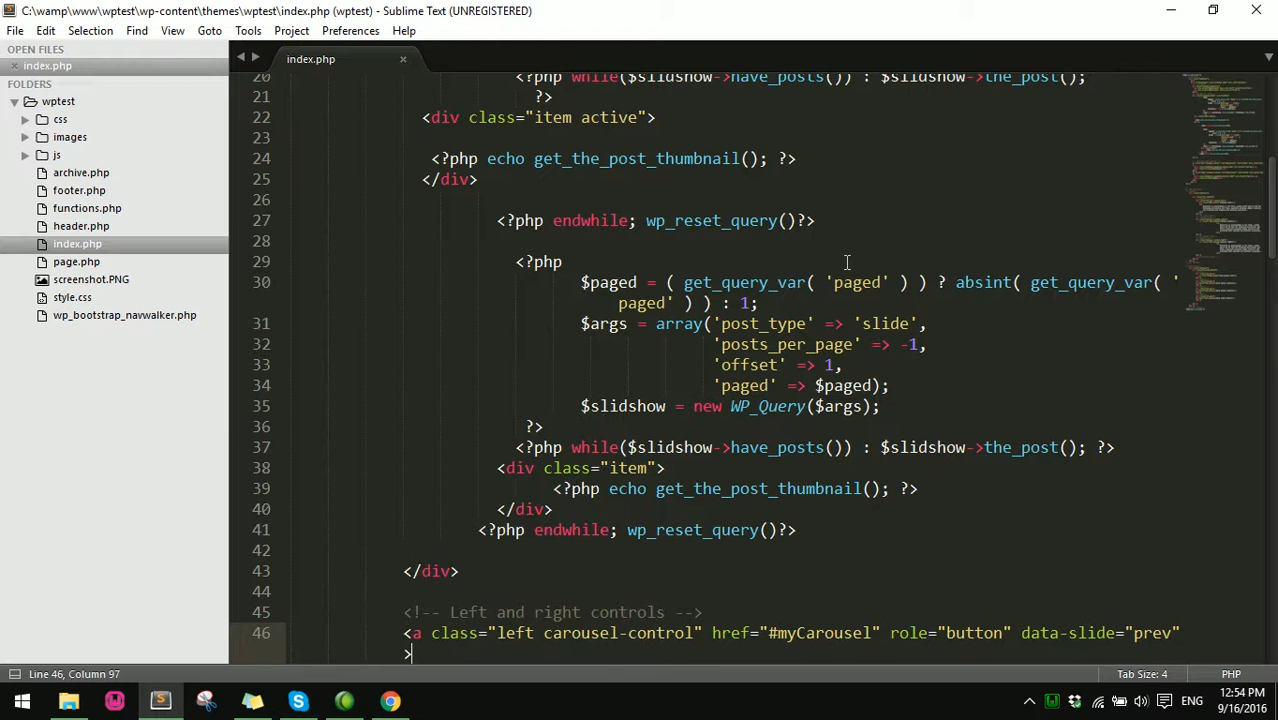 C:\wamp\www\wptest\wp-content\themes\wptest\index.php (wptest) - Sublime Text (UNREGISTERED)
File Edit Selection Find View Goto Tools Project Preferences Help
OPEN FILES
index.php
FOLDERS
wptest
css
images
js
archive.php
footer.php
functions.php
header.php
index.php
page.php
screenshot.PNG
style.css
wp_bootstrap_navwalker.php
index.php
20 <?php while($slidshow->have_posts()) : $slidshow->the_post();
21 ?>
22 <div class="item active">
23
24 <?php echo get_the_post_thumbnail(); ?>
25 </div>
26
27 <?php endwhile; wp_reset_query()?>
28
29 <?php
30 $paged = ( get_query_var( 'paged' ) ) ? absint( get_query_var( '
paged' ) ) : 1;
31 $args = array('post_type' => 'slide',
32 'posts_per_page' => -1,
33 'offset' => 1,
34 'paged' => $paged);
35 $slidshow = new WP_Query($args);
36 ?>
37 <?php while($slidshow->have_posts()) : $slidshow->the_post(); ?>
38 <div class="item">
39 <?php echo get_the_post_thumbnail(); ?>
40 </div>
41 <?php endwhile; wp_reset_query()?>
42
43 </div>
44
45 <!-- Left and right controls -->
46 <a class="left carousel-control" href="#myCarousel" role="button" data-slide="prev"
>
Line 46, Column 97 Tab Size: 4 PHP
ENG
12:54 PM
9/16/2016